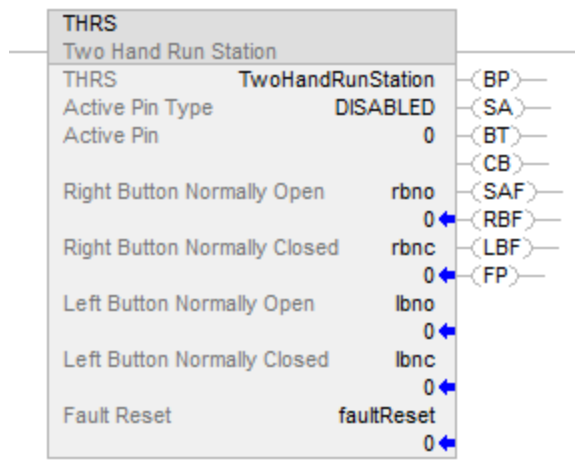 THRS
Two Hand Run Station
THRS TwoHandRunStation BP
Active Pin Type DISABLED SA
Active Pin 0 BT
CB
Right Button Normally Open rbno SAF
0 RBF
Right Button Normally Closed rbnc LBF
0 FP
Left Button Normally Open lbno
0
Left Button Normally Closed lbnc
0
Fault Reset faultReset
0